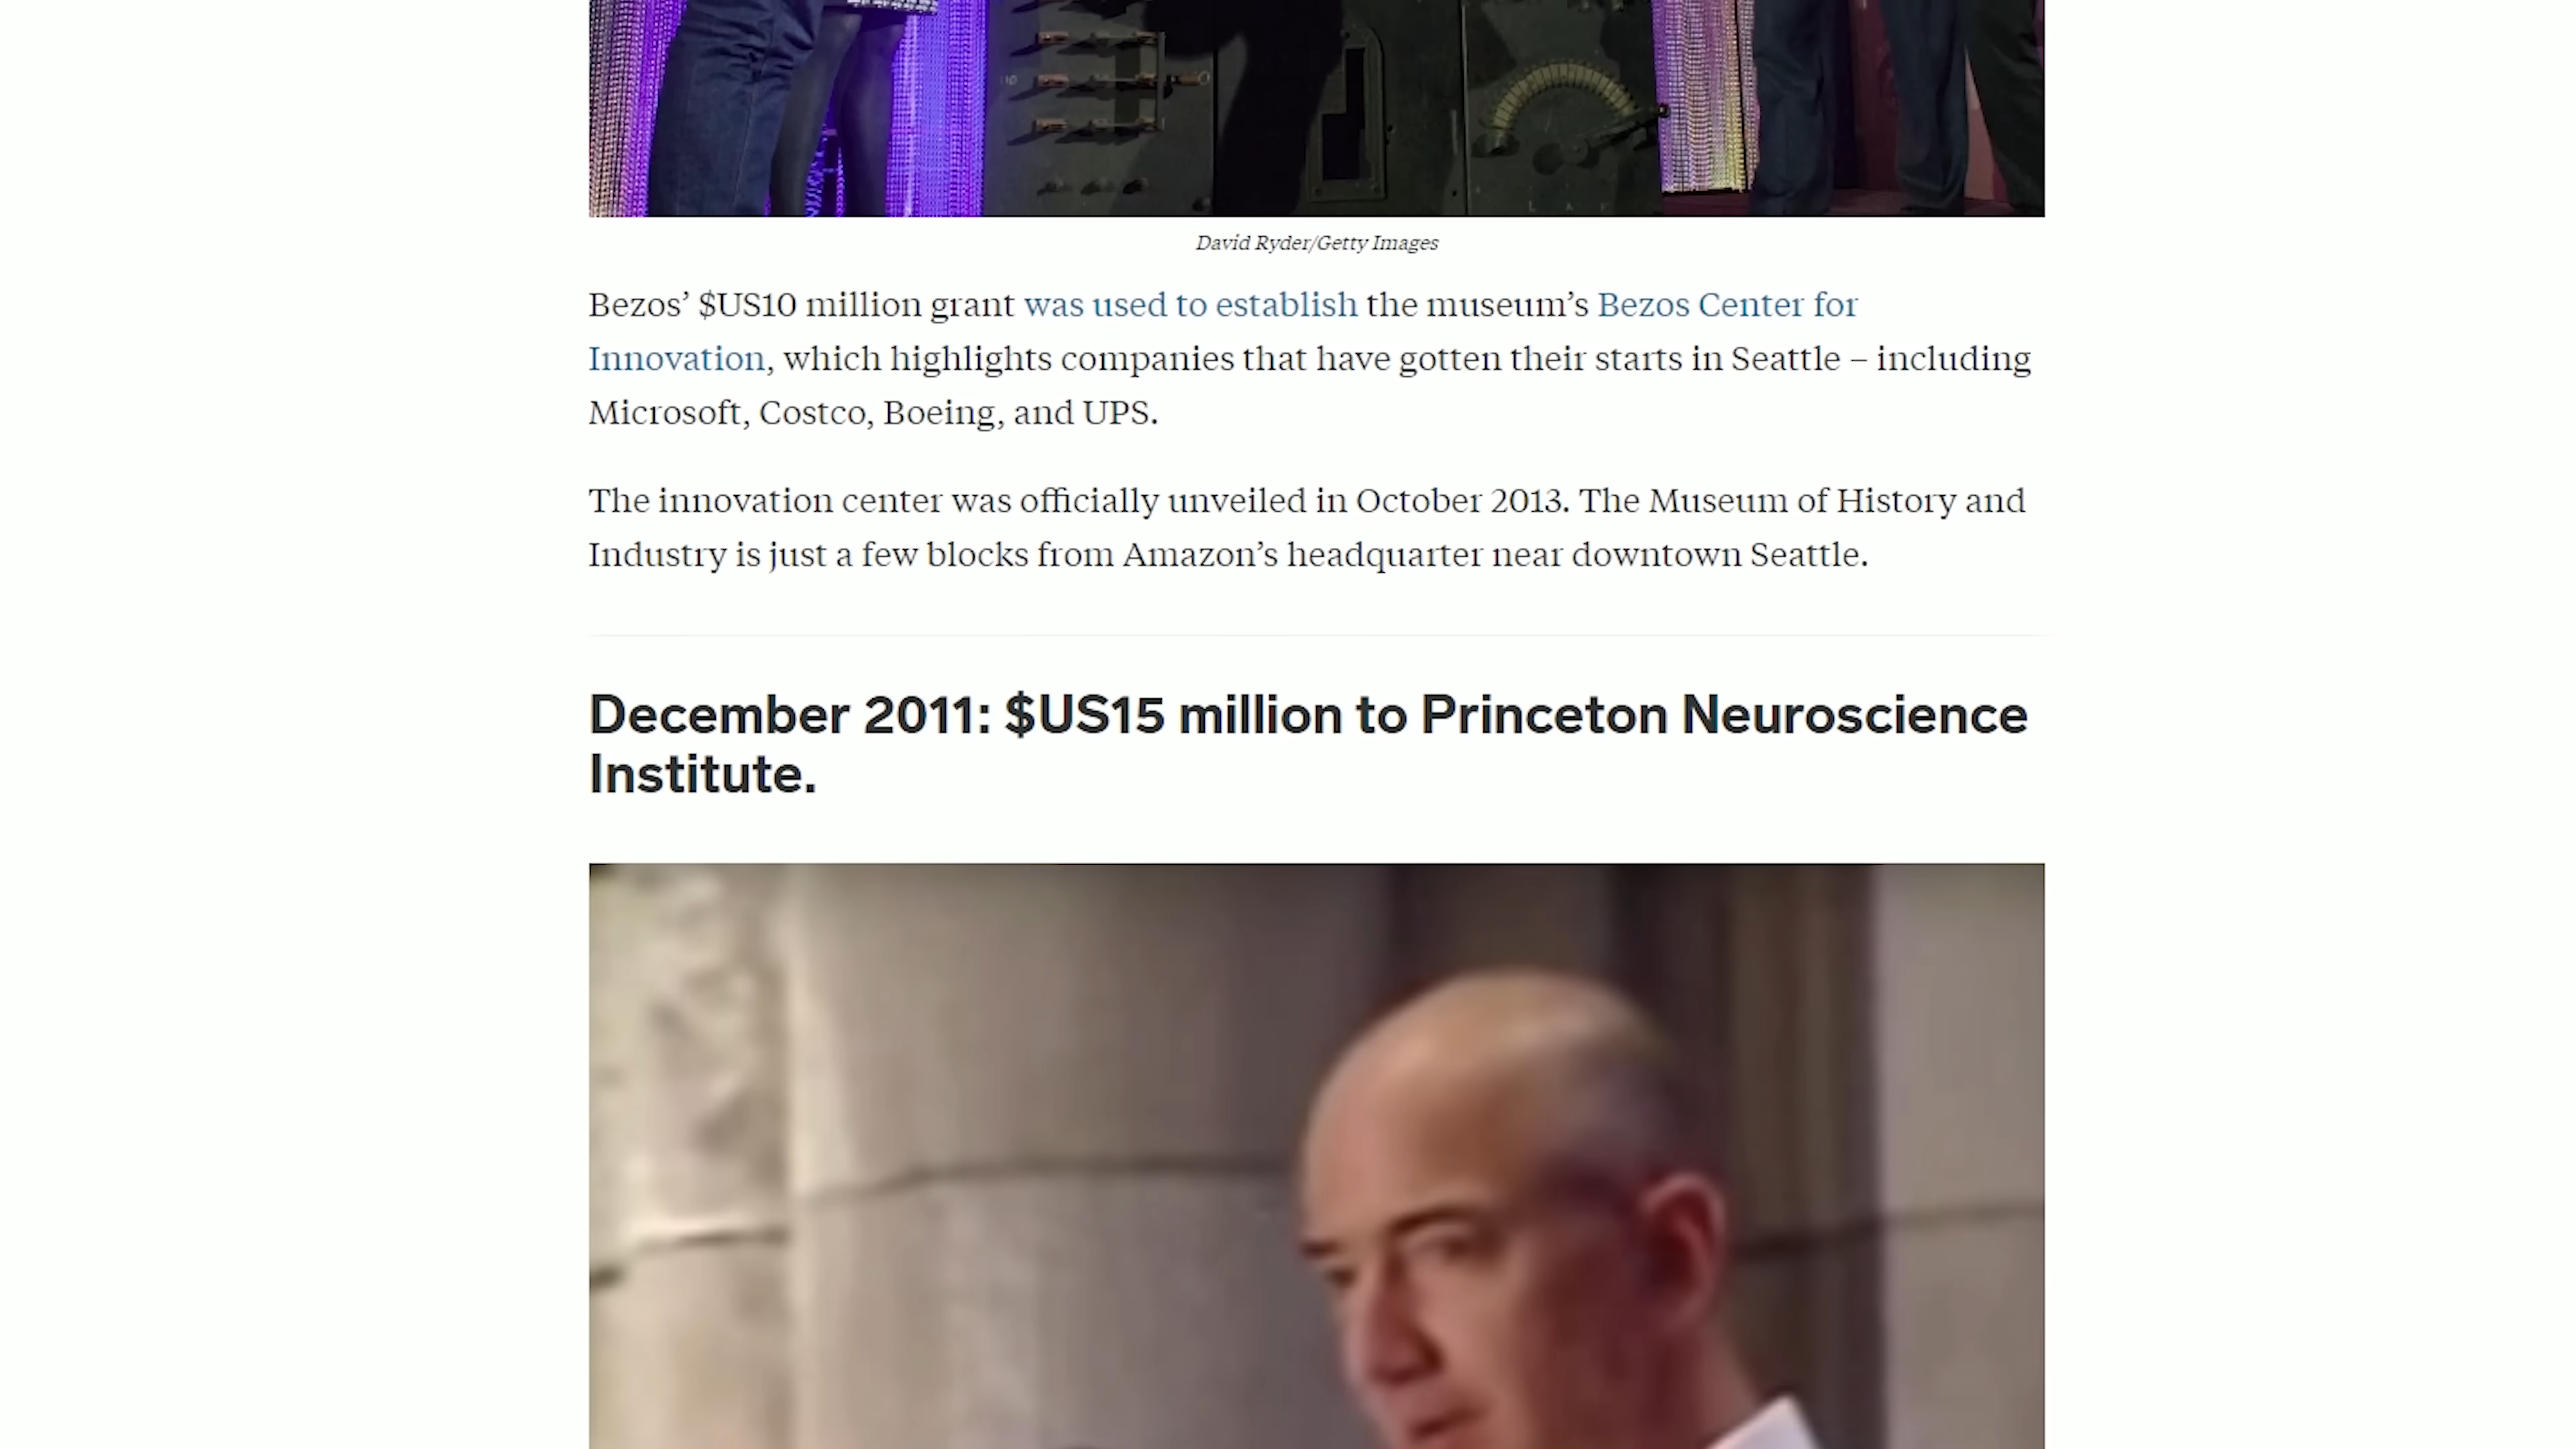 David Ryder/Getty Images
Bezos’ $US10 million grant was used to establish the museum’s Bezos Center for
Innovation, which highlights companies that have gotten their starts in Seattle – including
Microsoft, Costco, Boeing, and UPS.
The innovation center was officially unveiled in October 2013. The Museum of History and
Industry is just a few blocks from Amazon’s headquarter near downtown Seattle.
December 2011: $US15 million to Princeton Neuroscience
Institute.